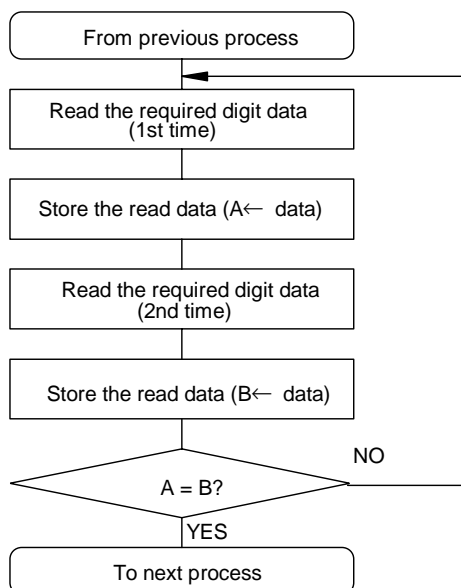 From previous process
Read the required digit data
(1st time)
Store the read data (A← data)
Read the required digit data
(2nd time)
Store the read data (B← data)
NO
A = B?
YES
To next process